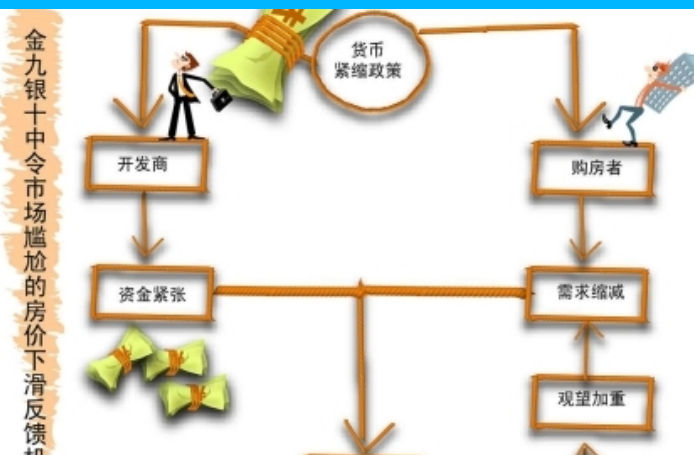 金九银十中令市场尴尬的房价下滑反馈机
货币
紧缩政策
开发商
购房者
资金紧张
需求缩减
观望加重